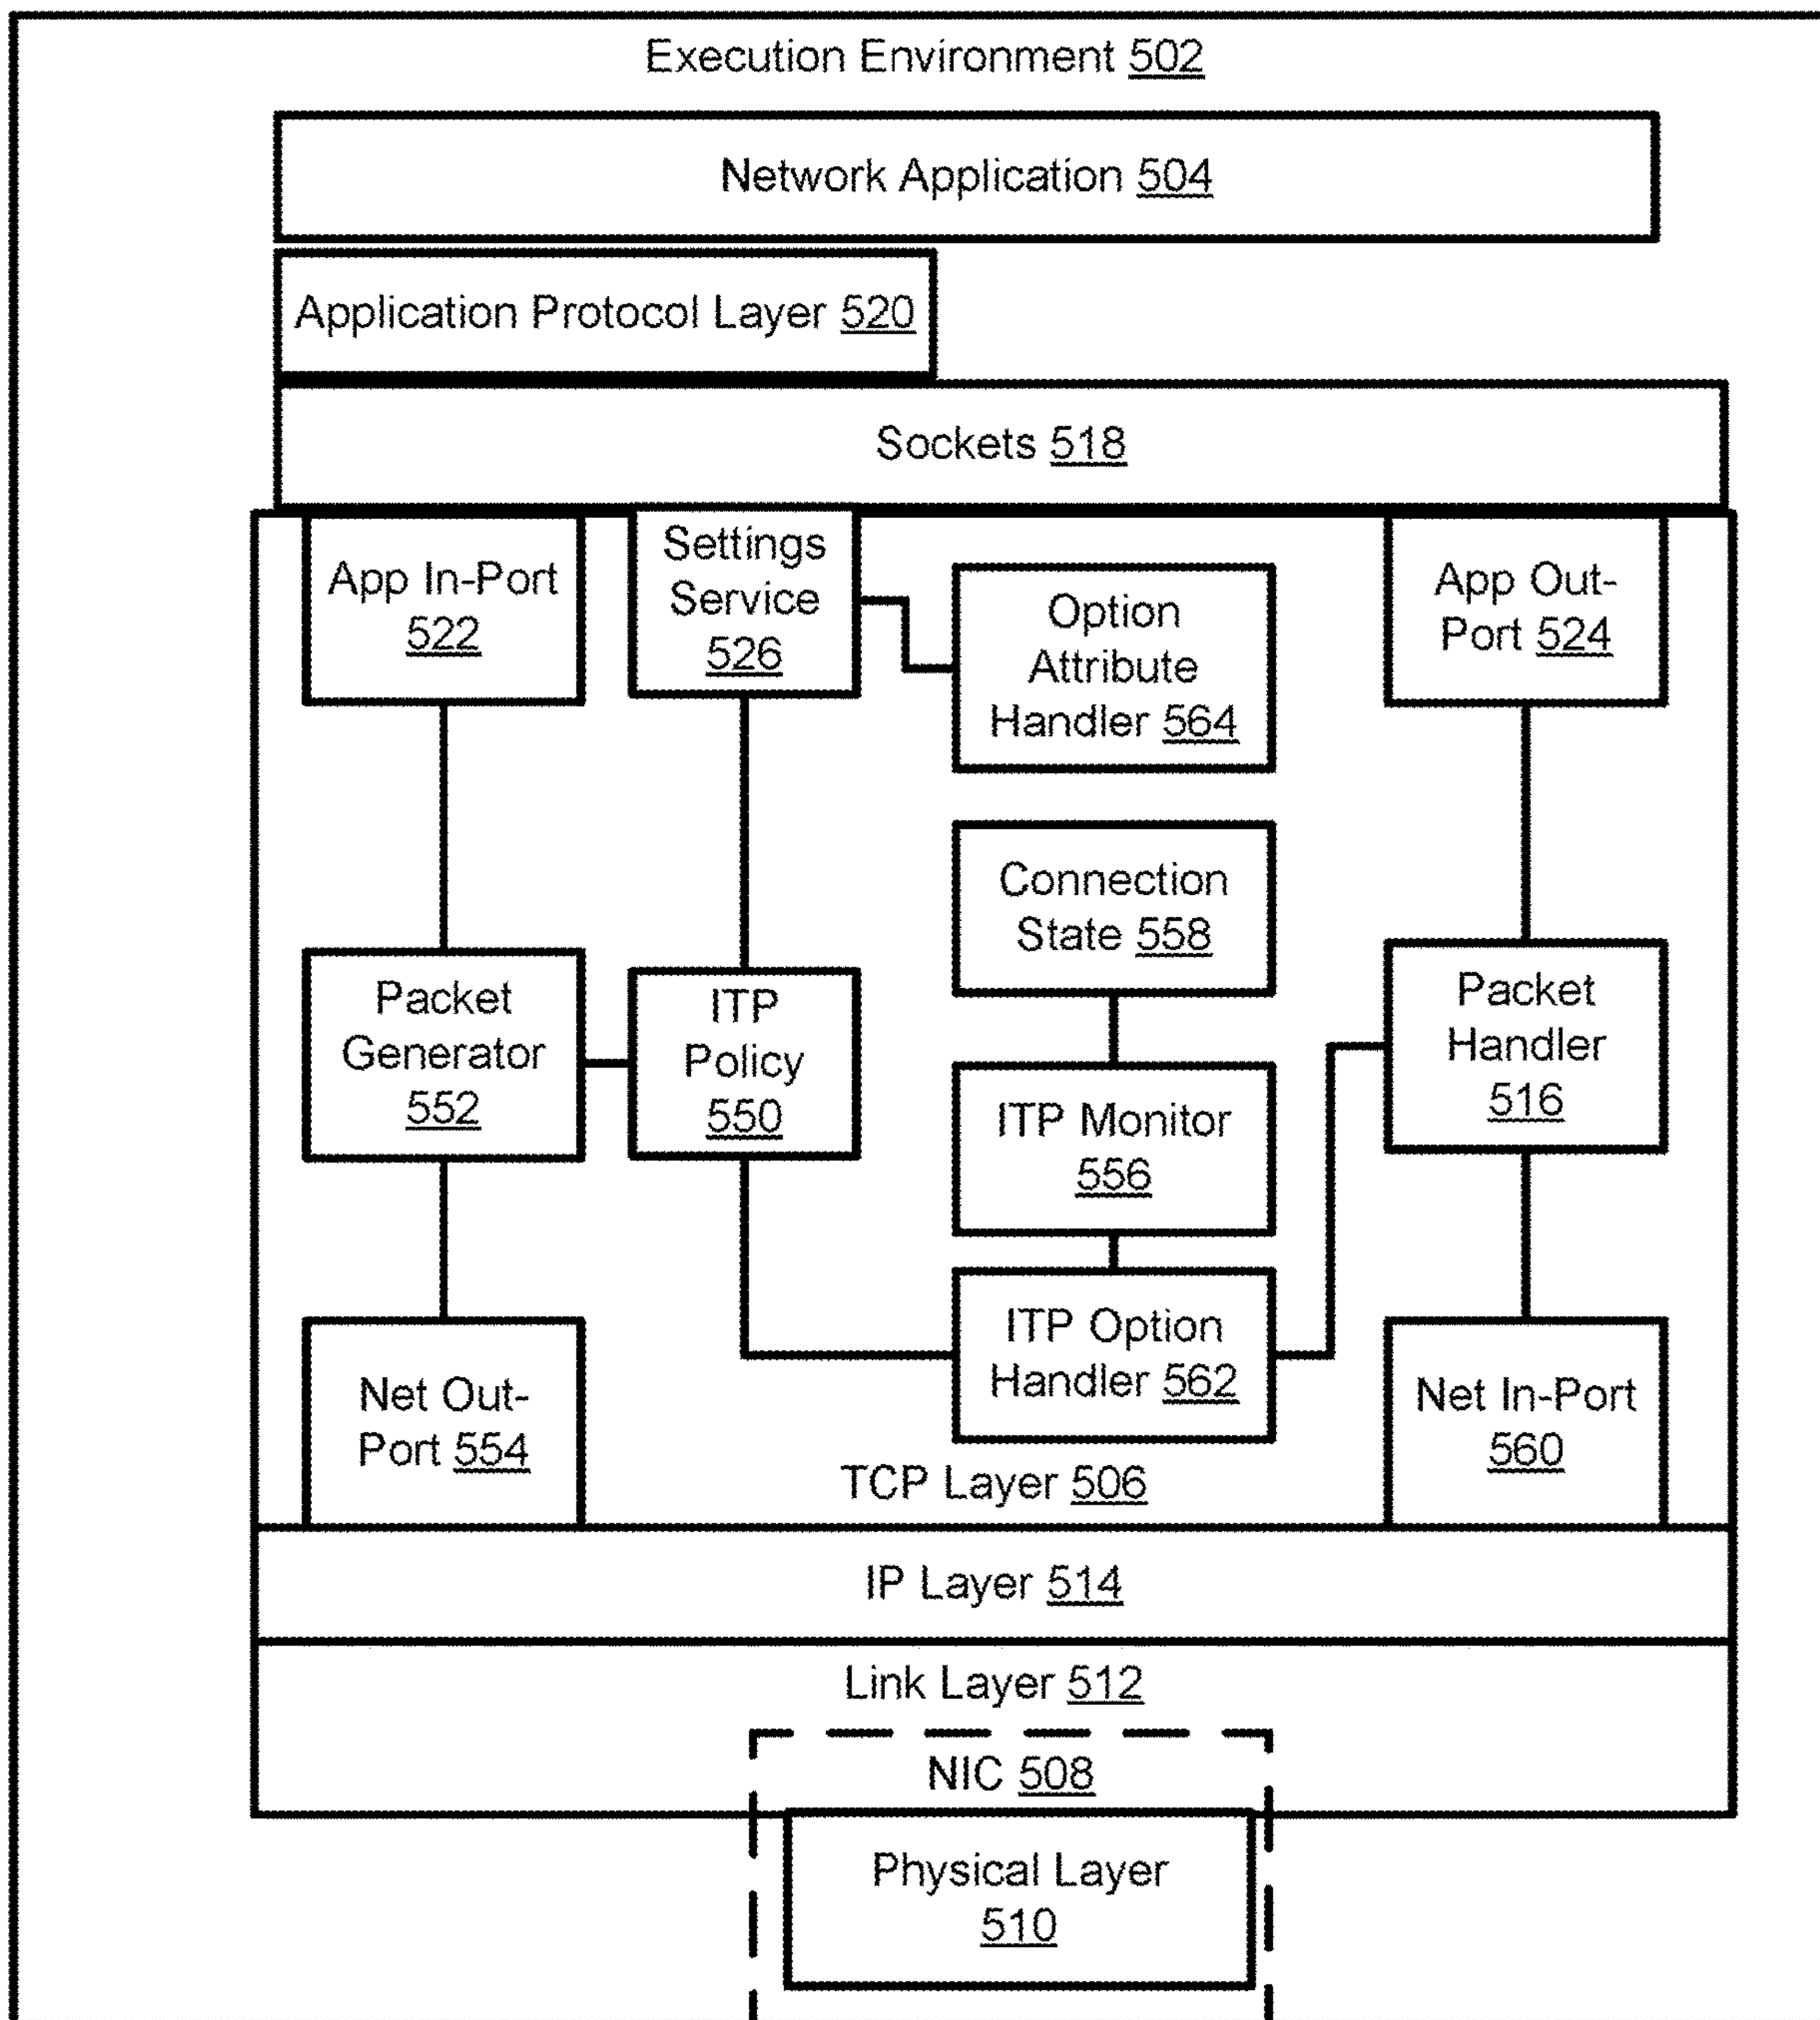 Execution Environment 502
Network Application 504
Application Protocol Layer 520
Sockets 518
App In-Port
522
Settings
Service
526
Option
Attribute
Handler 564
App Out-
Port 524
Connection
State 558
Packet
Generator
552
ITP
Policy
550
Packet
Handler
516
ITP Monitor
556
ITP Option
Handler 562
Net Out-
Port 554
Net In-Port
560
TCP Layer 506
IP Layer 514
Link Layer 512
NIC 508
Physical Layer
510